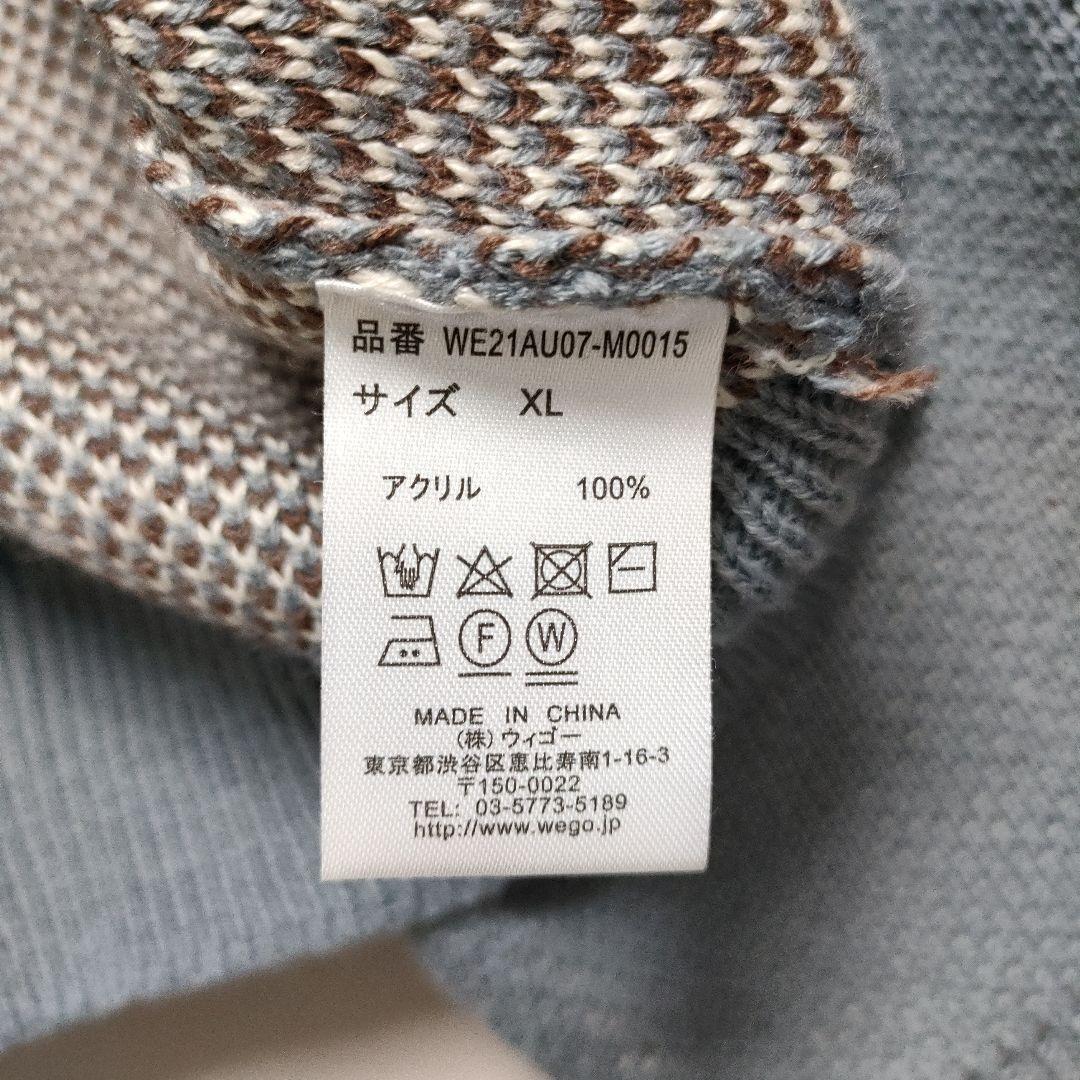 品番 WE21AU07-M0015
サイズ XL
アクリル 100%
F W
MADE IN CHINA
(株)ウィゴー
東京都渋谷区恵比寿南1-16-3
〒150-0022
TEL: 03-5773-5189
http://www.wego.jp